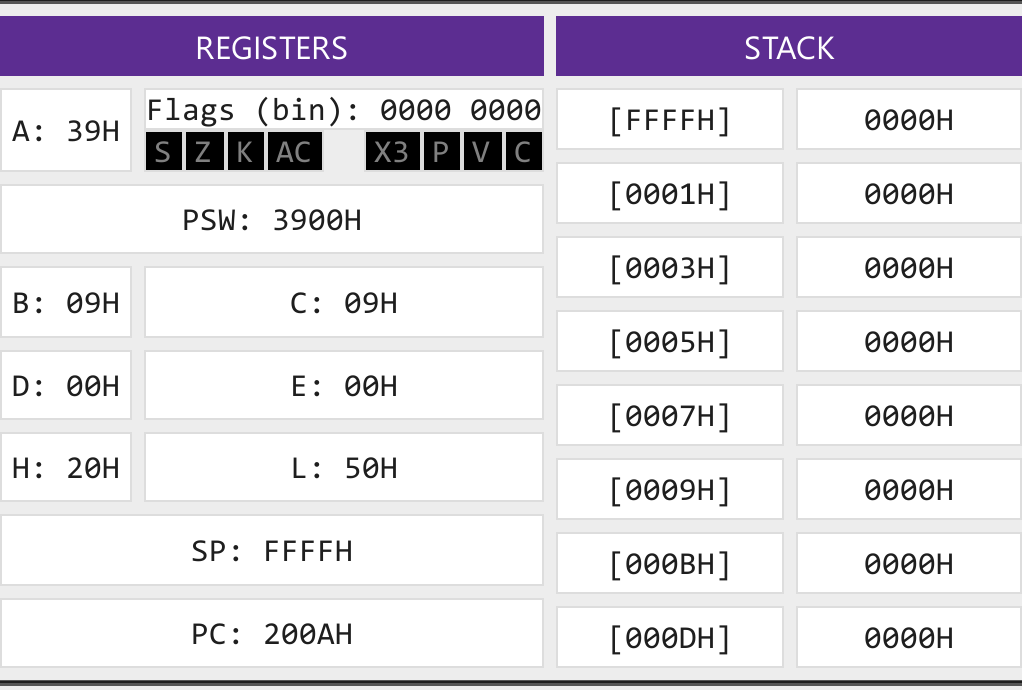 REGISTERS
A: 39H
Flags (bin): 0000 0000
S Z K AC X3 P V C
PSW: 3900H
B: 09H
C: 09H
D: 00H
E: 00H
H: 20H
L: 50H
SP: FFFFH
PC: 200AH
STACK
[FFFFH] 0000H
[0001H] 0000H
[0003H] 0000H
[0005H] 0000H
[0007H] 0000H
[0009H] 0000H
[000BH] 0000H
[000DH] 0000H